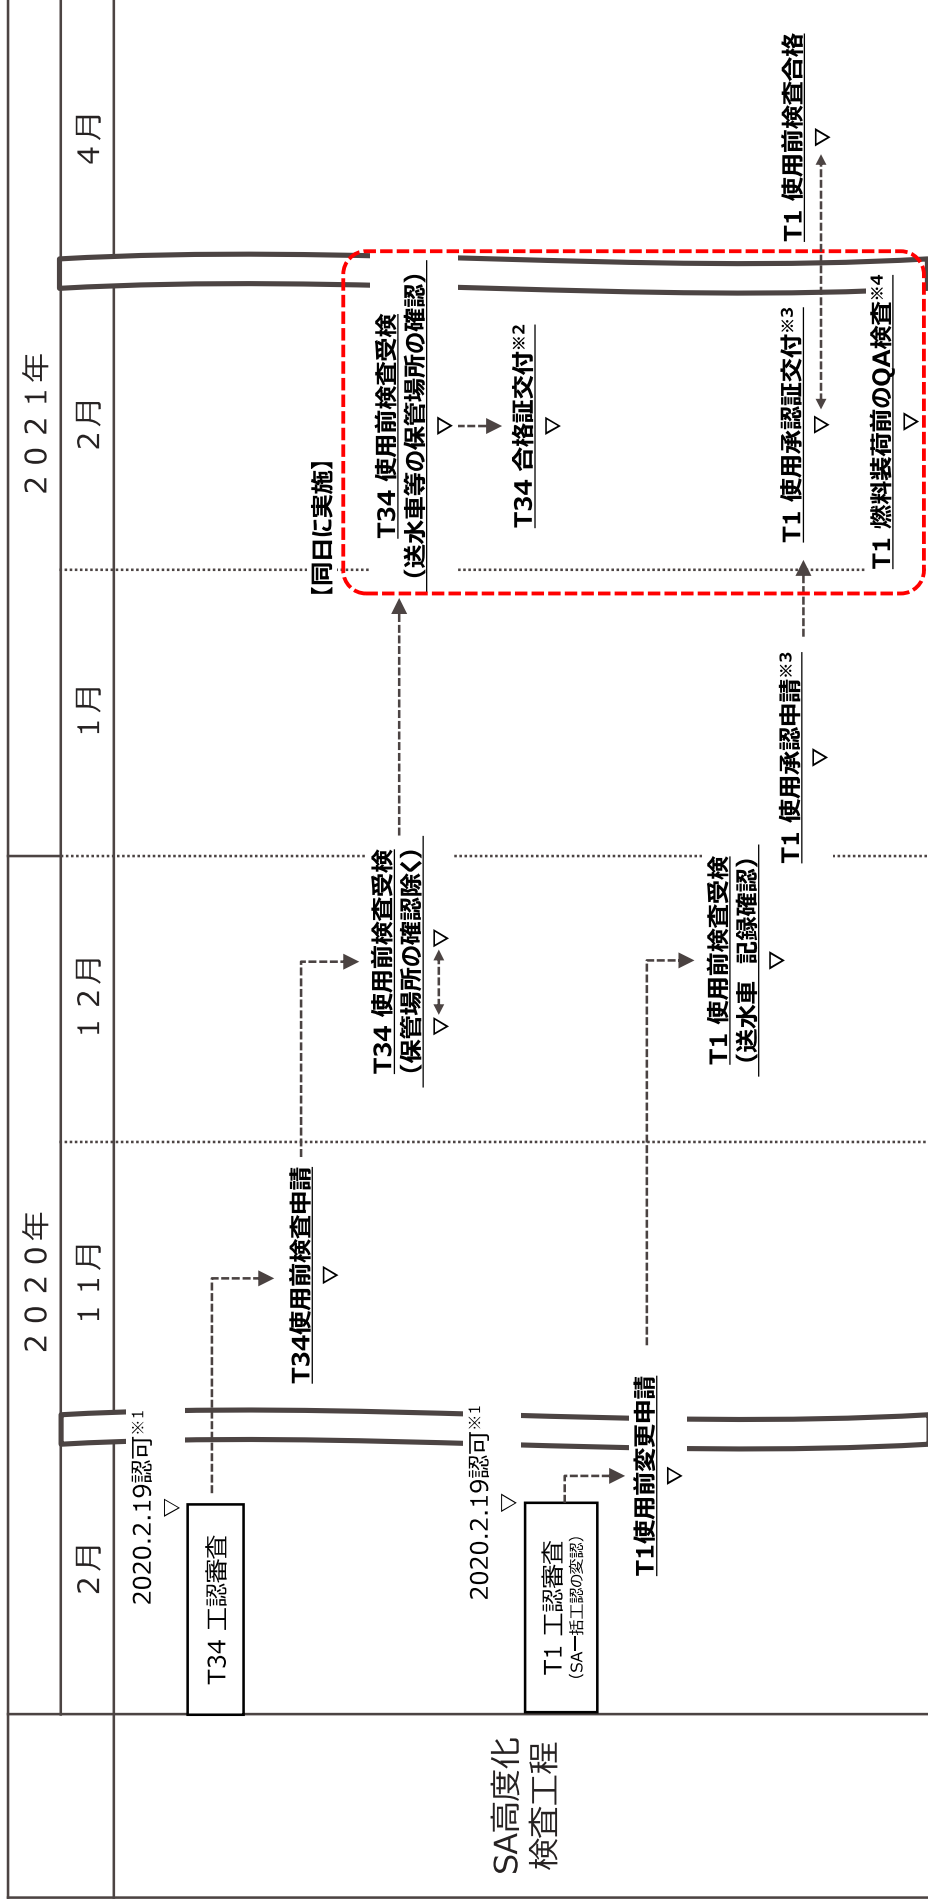 ２０２０年
２０２１年
２月
１１月
１２月
１月
２月
４月
SA高度化
検査工程
2020.2.19認可※1
T34 工認審査
T34使用前検査申請
T34 使用前検査受検
（保管場所の確認除く）
【同日に実施】
T34 使用前検査受検
（送水車等の保管場所の確認）
T34 合格証交付※2
2020.2.19認可※1
T1 工認審査
（SA一括工認の変認）
T1使用前変更申請
T1 使用前検査受検
（送水車　記録確認）
T1 使用承認申請※3
T1 使用承認証交付※3
T1 使用前検査合格
T1 燃料装荷前のQA検査※4